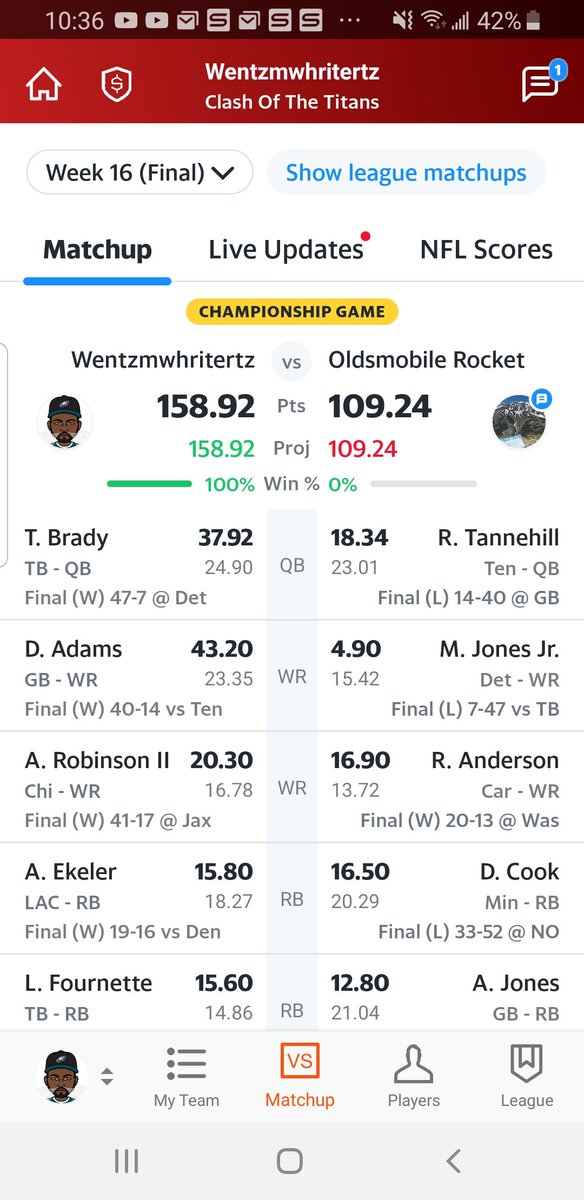 10:36 S S S ... 42%
Wentzmwhritertz
Clash Of The Titans
1
Week 16 (Final) Show league matchups
Matchup Live Updates NFL Scores
CHAMPIONSHIP GAME
Wentzmwhritertz vs Oldsmobile Rocket
158.92 Pts 109.24
158.92 Proj 109.24
100% Win % 0%
T. Brady 37.92 18.34 R. Tannehill
TB - QB 24.90 QB 23.01 Ten - QB
Final (W) 47-7 @ Det Final (L) 14-40 @ GB
D. Adams 43.20 4.90 M. Jones Jr.
GB - WR 23.35 WR 15.42 Det - WR
Final (W) 40-14 vs Ten Final (L) 7-47 vs TB
A. Robinson II 20.30 16.90 R. Anderson
Chi - WR 16.78 WR 13.72 Car - WR
Final (W) 41-17 @ Jax Final (W) 20-13 @ Was
A. Ekeler 15.80 16.50 D. Cook
LAC - RB 18.27 RB 20.29 Min - RB
Final (W) 19-16 vs Den Final (L) 33-52 @ NO
L. Fournette 15.60 12.80 A. Jones
TB - RB 14.86 RB 21.04 GB - RB
VS
My Team Matchup Players League